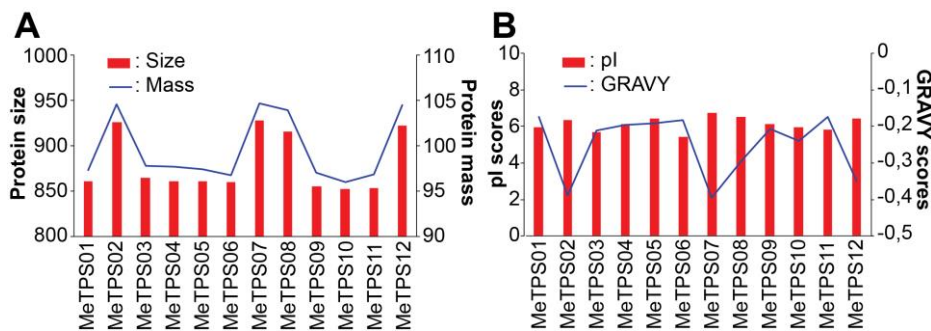 A
1000
950
900
850
800
Protein size
: Size
: Mass
110
105
100
95
90
Protein mass
MeTPS01
MeTPS02
MeTPS03
MeTPS04
MeTPS05
MeTPS06
MeTPS07
MeTPS08
MeTPS09
MeTPS10
MeTPS11
MeTPS12
B
10
8
6
4
2
0
pI scores
: pI
: GRAVY
0
-0,1
-0,2
-0,3
-0,4
-0,5
GRAVY
scores
MeTPS01
MeTPS02
MeTPS03
MeTPS04
MeTPS05
MeTPS06
MeTPS07
MeTPS08
MeTPS09
MeTPS10
MeTPS11
MeTPS12